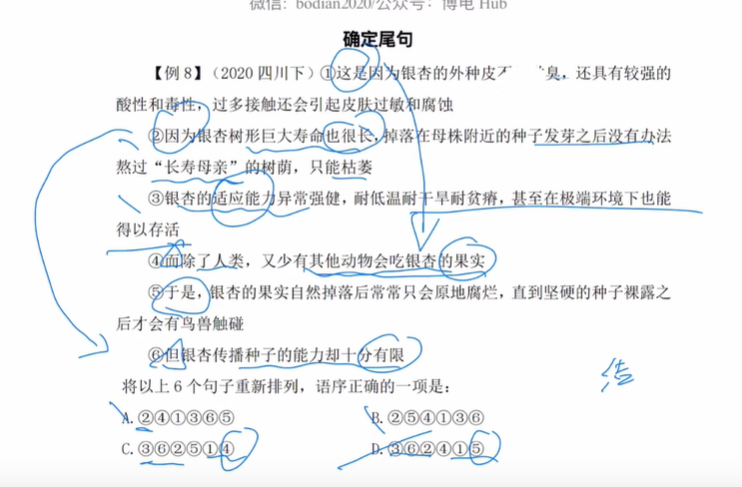 微信: bodian2020/公众号: 博电 Hub
确定尾句
【例 8】（2020 四川下）①这是因为银杏的外种皮不 臭，还具有较强的
酸性和毒性，过多接触还会引起皮肤过敏和腐蚀
②因为银杏树形巨大寿命也很长，掉落在母株附近的种子发芽之后没有办法
熬过“长寿母亲”的树荫，只能枯萎
③银杏的适应能力异常强健，耐低温耐干旱耐贫瘠，甚至在极端环境下也能
得以存活
④而除了人类，又少有其他动物会吃银杏的果实
⑤于是，银杏的果实自然掉落后常常只会原地腐烂，直到坚硬的种子裸露之
后才会有鸟兽触碰
⑥但银杏传播种子的能力却十分有限
将以上 6 个句子重新排列，语序正确的一项是：
A. ②④①③⑥⑤ B. ②⑤④①③⑥
C. ③⑥②⑤①④ D. ③⑥②④①⑤